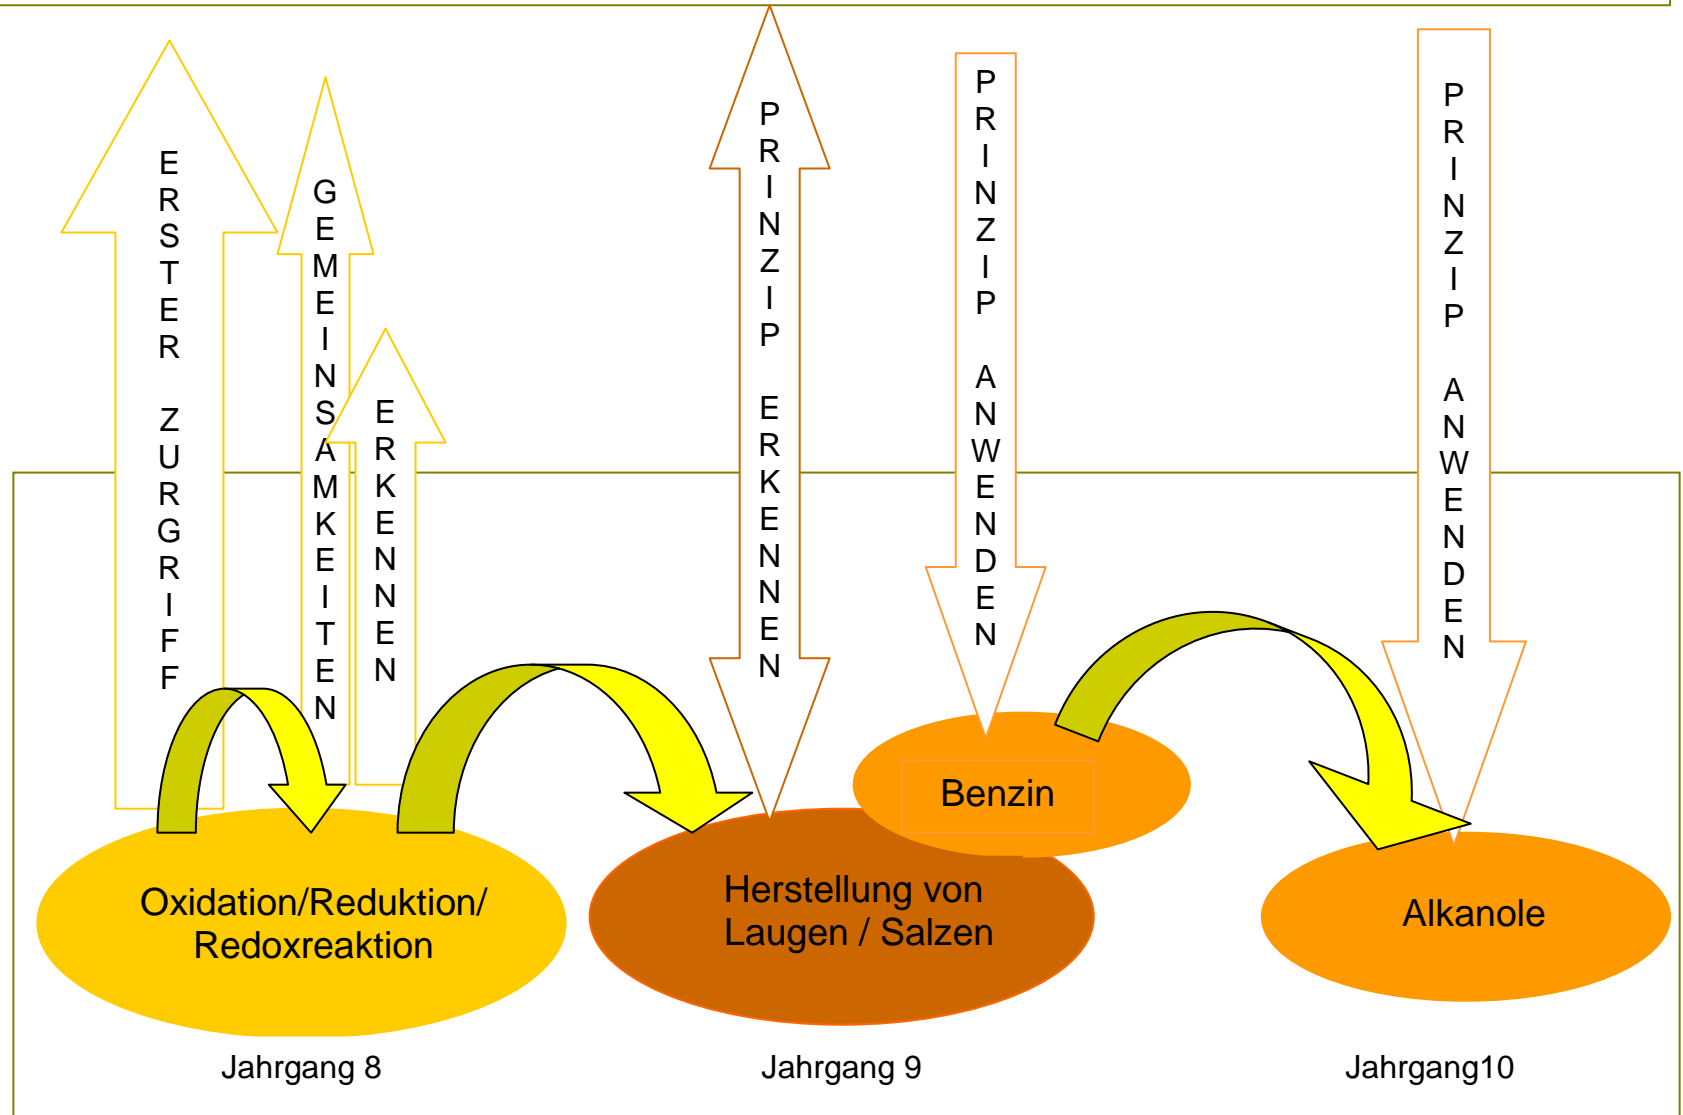 ERSTER ZURGRIFF
GEMEINSAMKEITEN
ERKENNEN
PRINZIP ERKENNEN
PRINZIP ANWENDEN
PRINZIP ANWENDEN
Benzin
Oxidation/Reduktion/
Redoxreaktion
Herstellung von
Laugen / Salzen
Alkanole
Jahrgang 8
Jahrgang 9
Jahrgang10